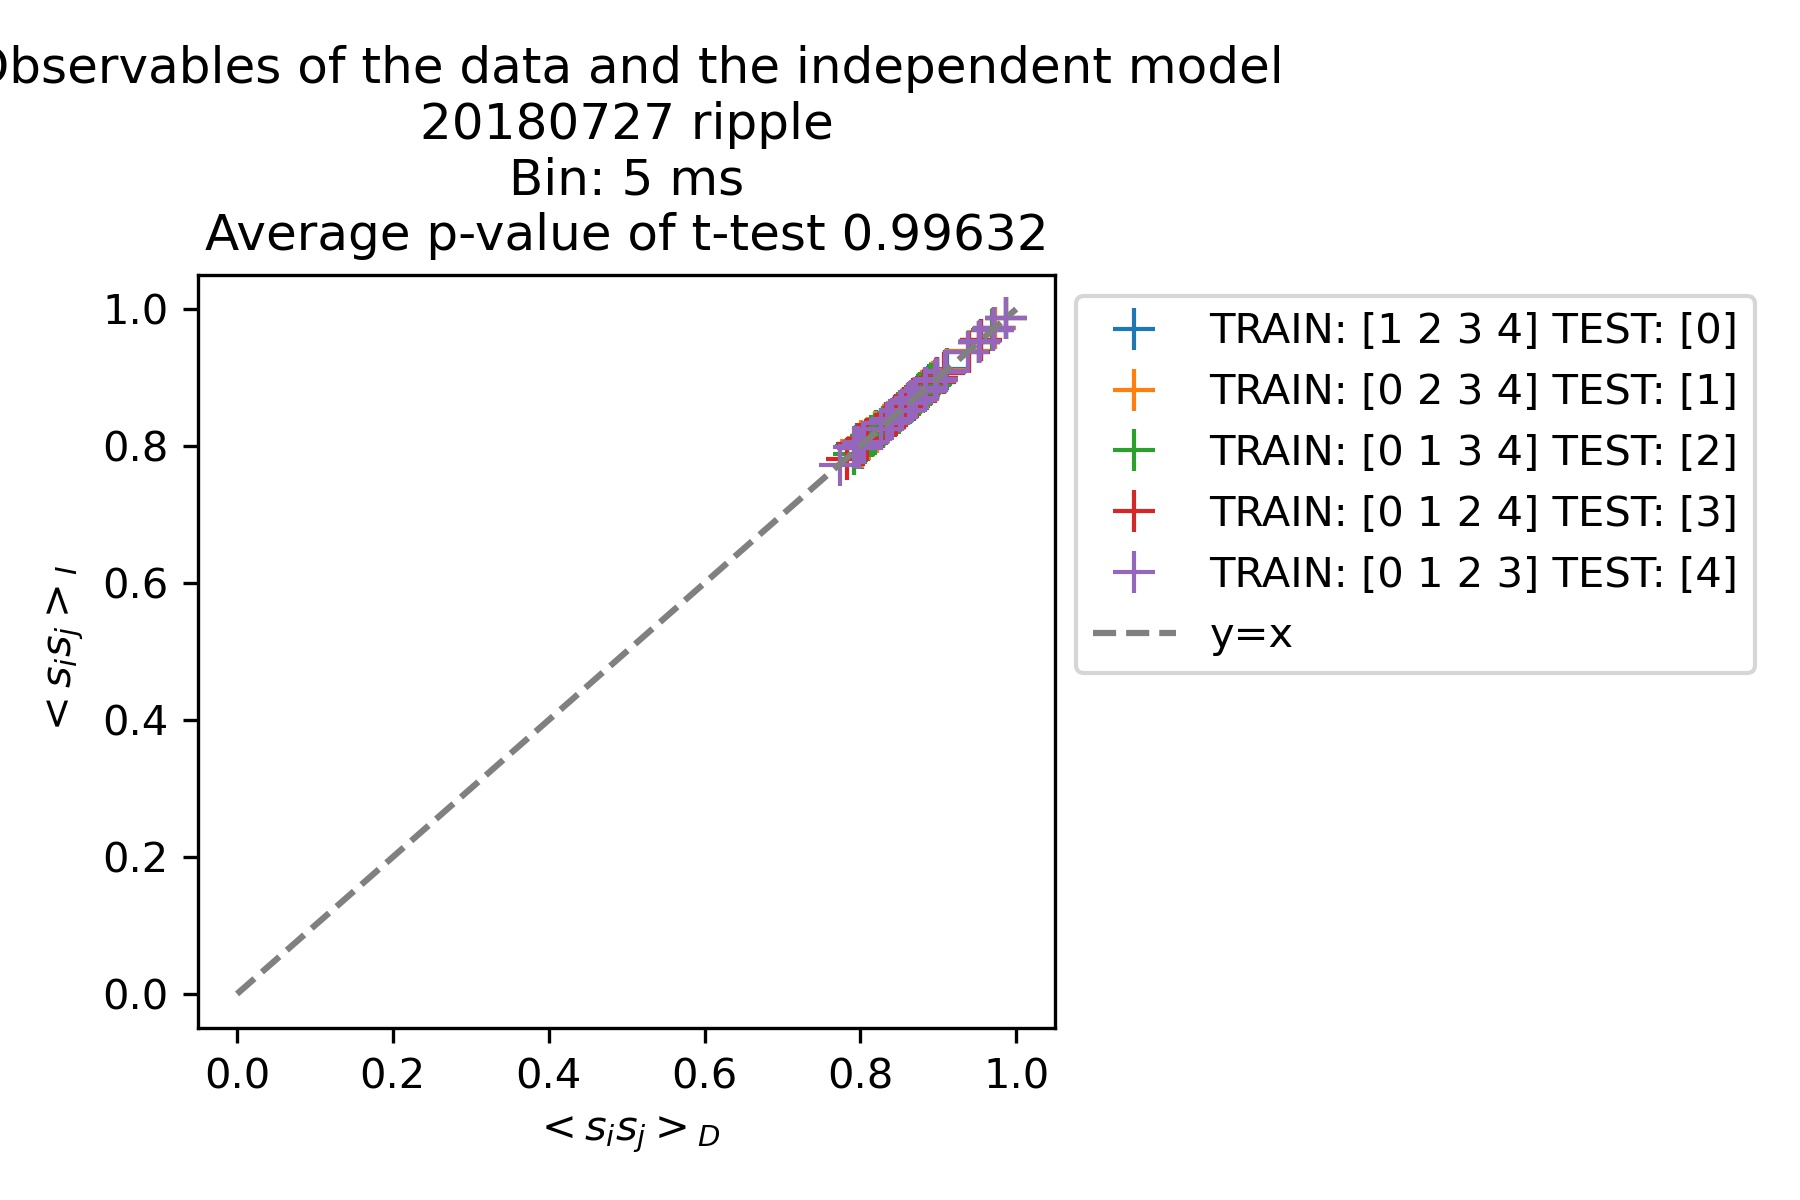 Observables of the data and the independent model
20180727 ripple
Bin: 5 ms
Average p-value of t-test 0.99632
1.0
0.8
0.6
0.4
0.2
0.0
0.0 0.2 0.4 0.6 0.8 1.0
< s_i s_j >_I
< s_i s_j >_D
TRAIN: [1 2 3 4] TEST: [0]
TRAIN: [0 2 3 4] TEST: [1]
TRAIN: [0 1 3 4] TEST: [2]
TRAIN: [0 1 2 4] TEST: [3]
TRAIN: [0 1 2 3] TEST: [4]
y=x